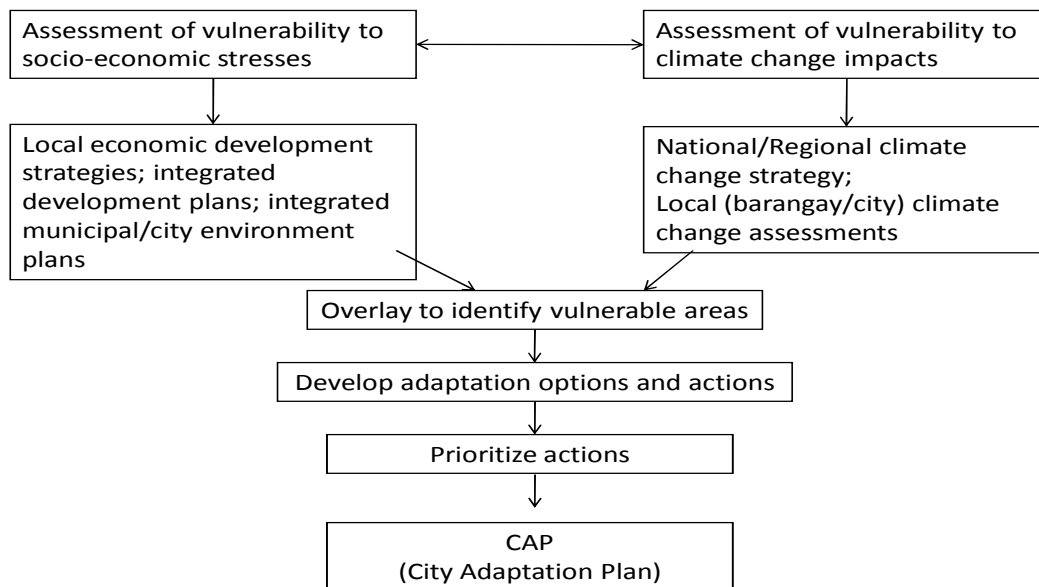 Assessment of vulnerability to
socio-economic stresses
Assessment of vulnerability to
climate change impacts
Local economic development
strategies; integrated
development plans; integrated
municipal/city environment
plans
National/Regional climate
change strategy;
Local (barangay/city) climate
change assessments
Overlay to identify vulnerable areas
Develop adaptation options and actions
Prioritize actions
CAP
(City Adaptation Plan)